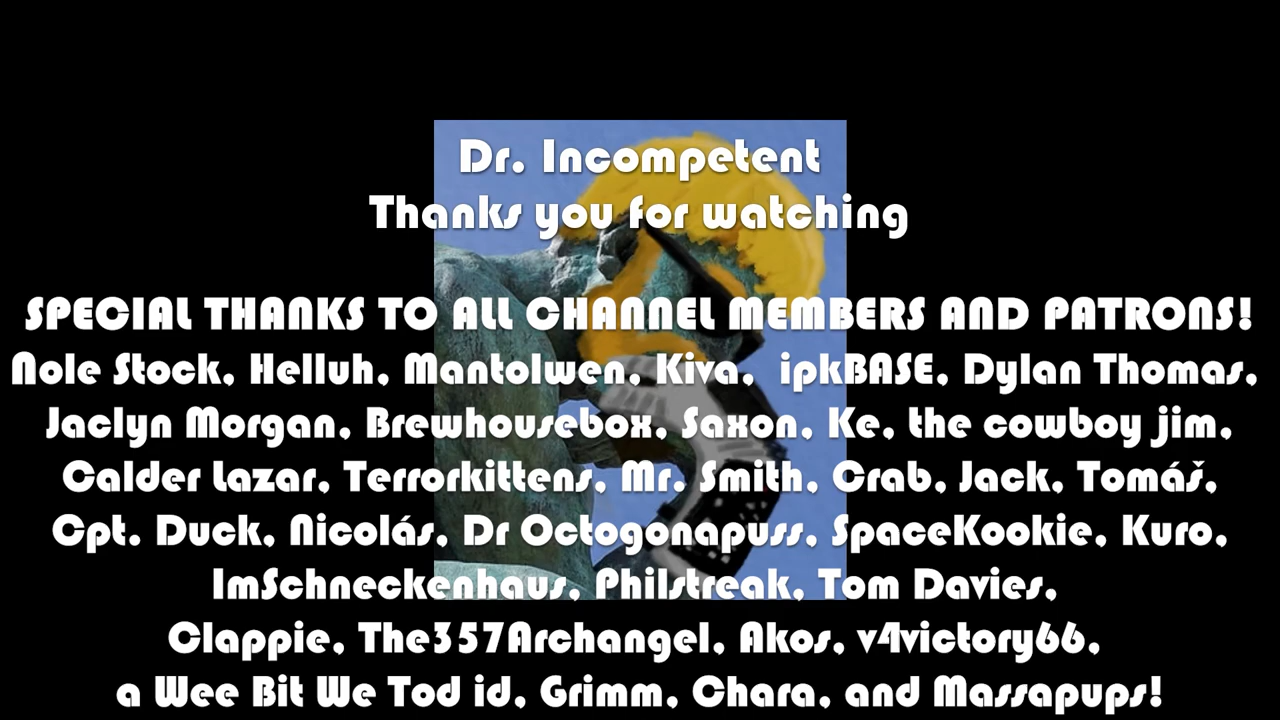 Dr. Incompetent
Thanks you for watching
SPECIAL THANKS TO ALL CHANNEL MEMBERS AND PATRONS!
Nole Stock, Helluh, Mantolwen, Kiva,  ipkBASE, Dylan Thomas,
Jaclyn Morgan, Brewhousebox, Saxon, Ke, the cowboy jim,
Calder Lazar, Terrorkittens, Mr. Smith, Crab, Jack, Tomáš,
Cpt. Duck, Nicolás, Dr Octogonapuss, SpaceKookie, Kuro,
ImSchneckenhaus, Philstreak, Tom Davies,
Clappie, The357Archangel, Akos, v4victory66,
a Wee Bit We Tod id, Grimm, Chara, and Massapups!